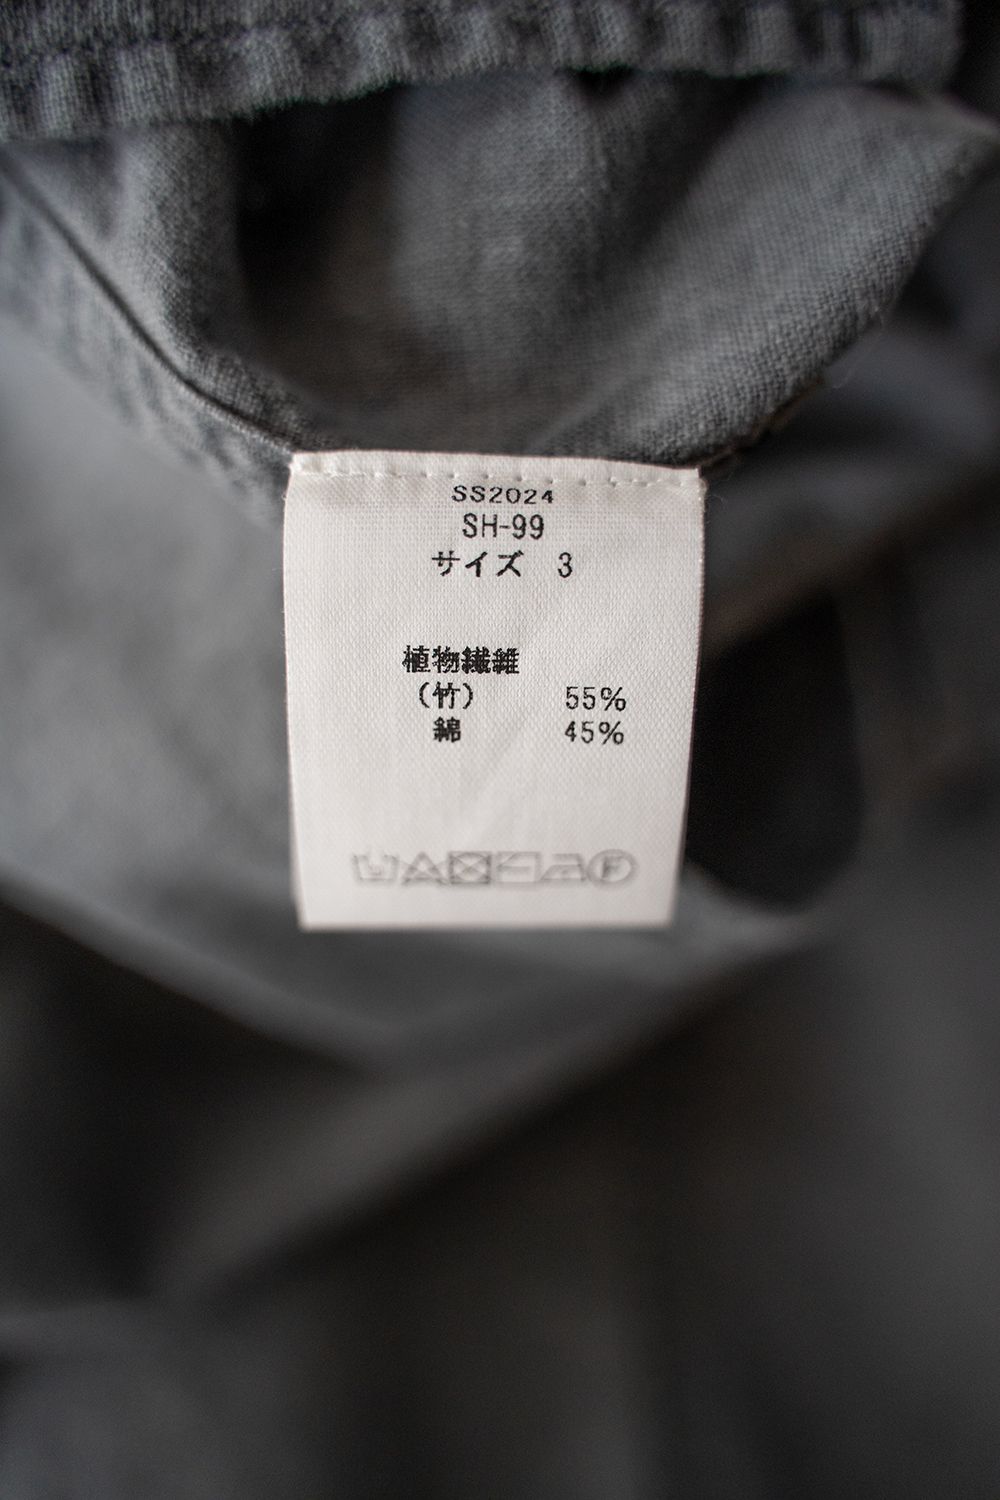 SS2024
SH-99
サイズ 3
植物繊維
(竹) 55%
綿 45%
F